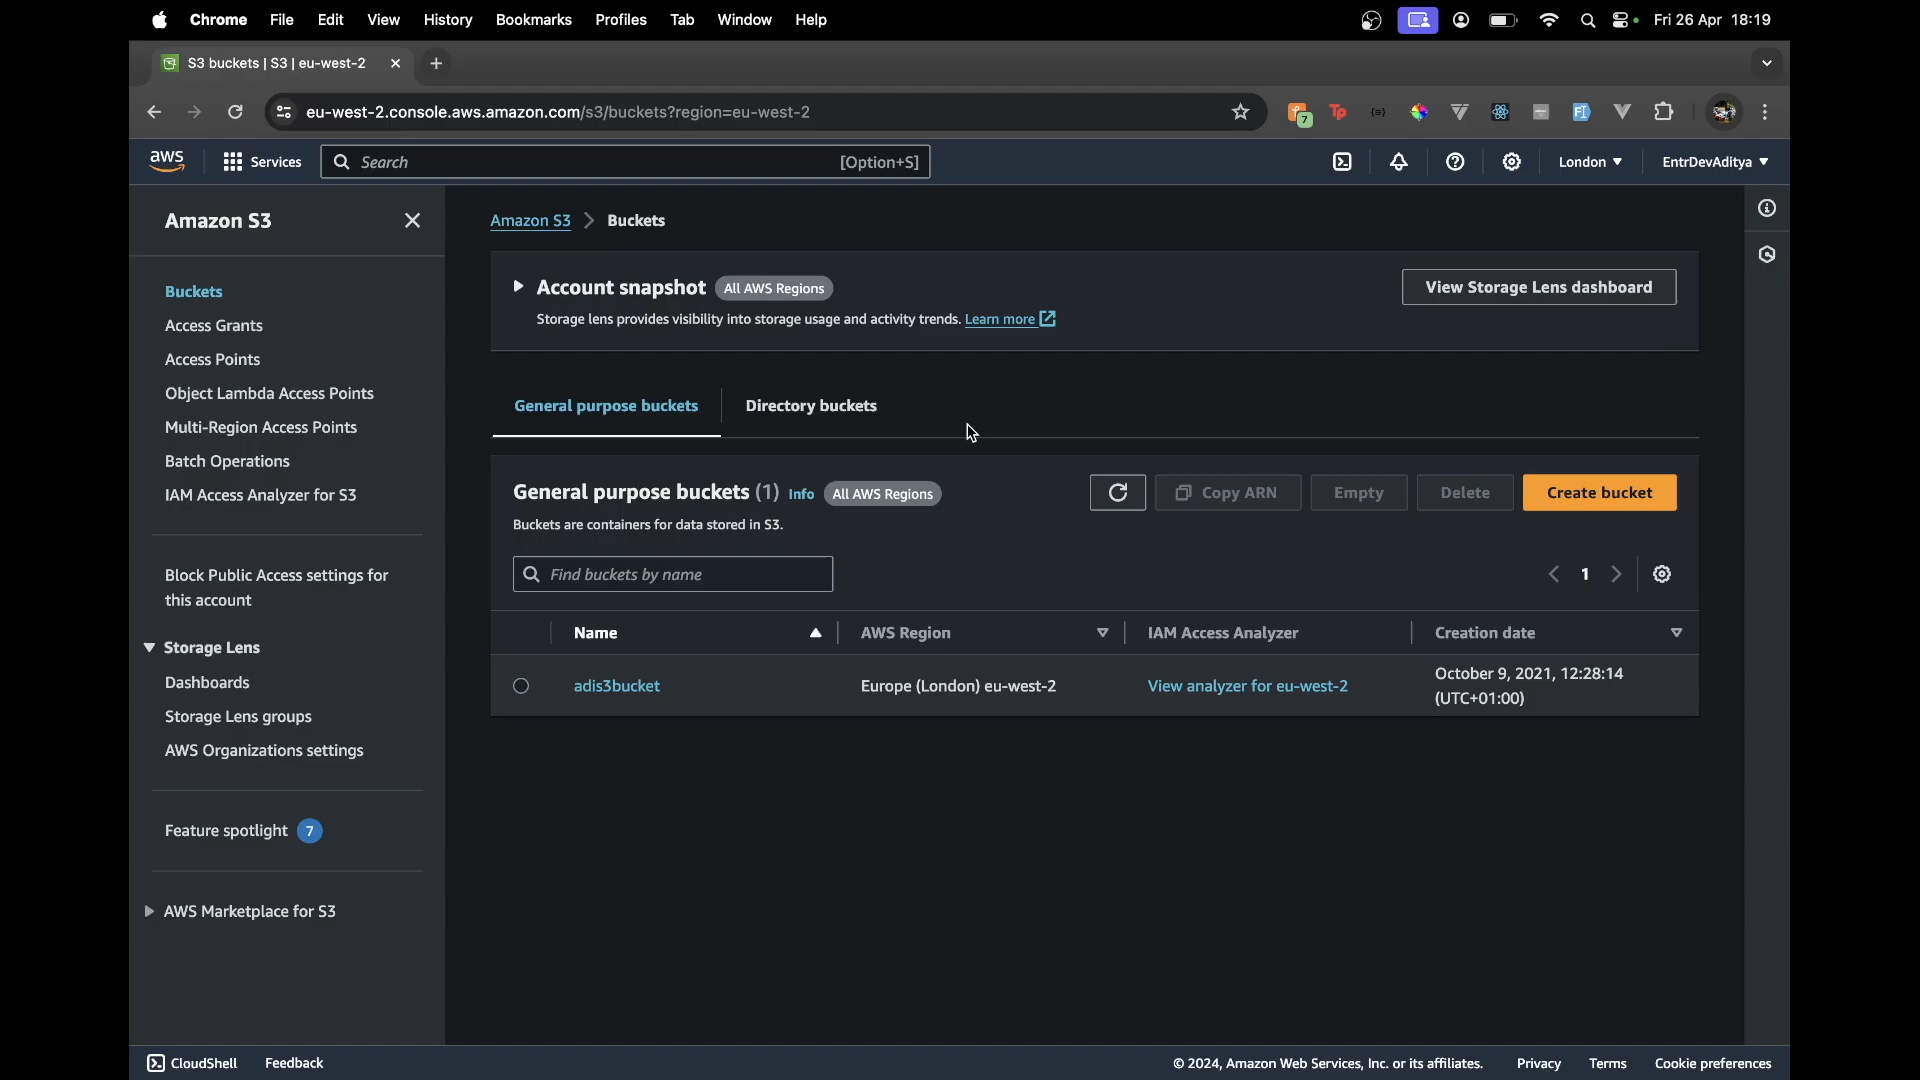 Chrome File Edit View History Bookmarks Profiles Tab Window Help Fri 26 Apr 18:19
S3 buckets | S3 | eu-west-2
eu-west-2.console.aws.amazon.com/s3/buckets?region=eu-west-2
7
Tp
aws Services Search [Option+S] London EntrDevAditya
Amazon S3
Buckets
Access Grants
Access Points
Object Lambda Access Points
Multi-Region Access Points
Batch Operations
IAM Access Analyzer for S3
Block Public Access settings for
this account
Storage Lens
Dashboards
Storage Lens groups
AWS Organizations settings
Feature spotlight 7
AWS Marketplace for S3
Amazon S3 Buckets
Account snapshot All AWS Regions View Storage Lens dashboard
Storage lens provides visibility into storage usage and activity trends. Learn more
General purpose buckets Directory buckets
General purpose buckets (1) Info All AWS Regions Copy ARN Empty Delete Create bucket
Buckets are containers for data stored in S3.
Find buckets by name 1
Name AWS Region IAM Access Analyzer Creation date
adis3bucket Europe (London) eu-west-2 View analyzer for eu-west-2 October 9, 2021, 12:28:14
(UTC+01:00)
CloudShell Feedback © 2024, Amazon Web Services, Inc. or its affiliates. Privacy Terms Cookie preferences